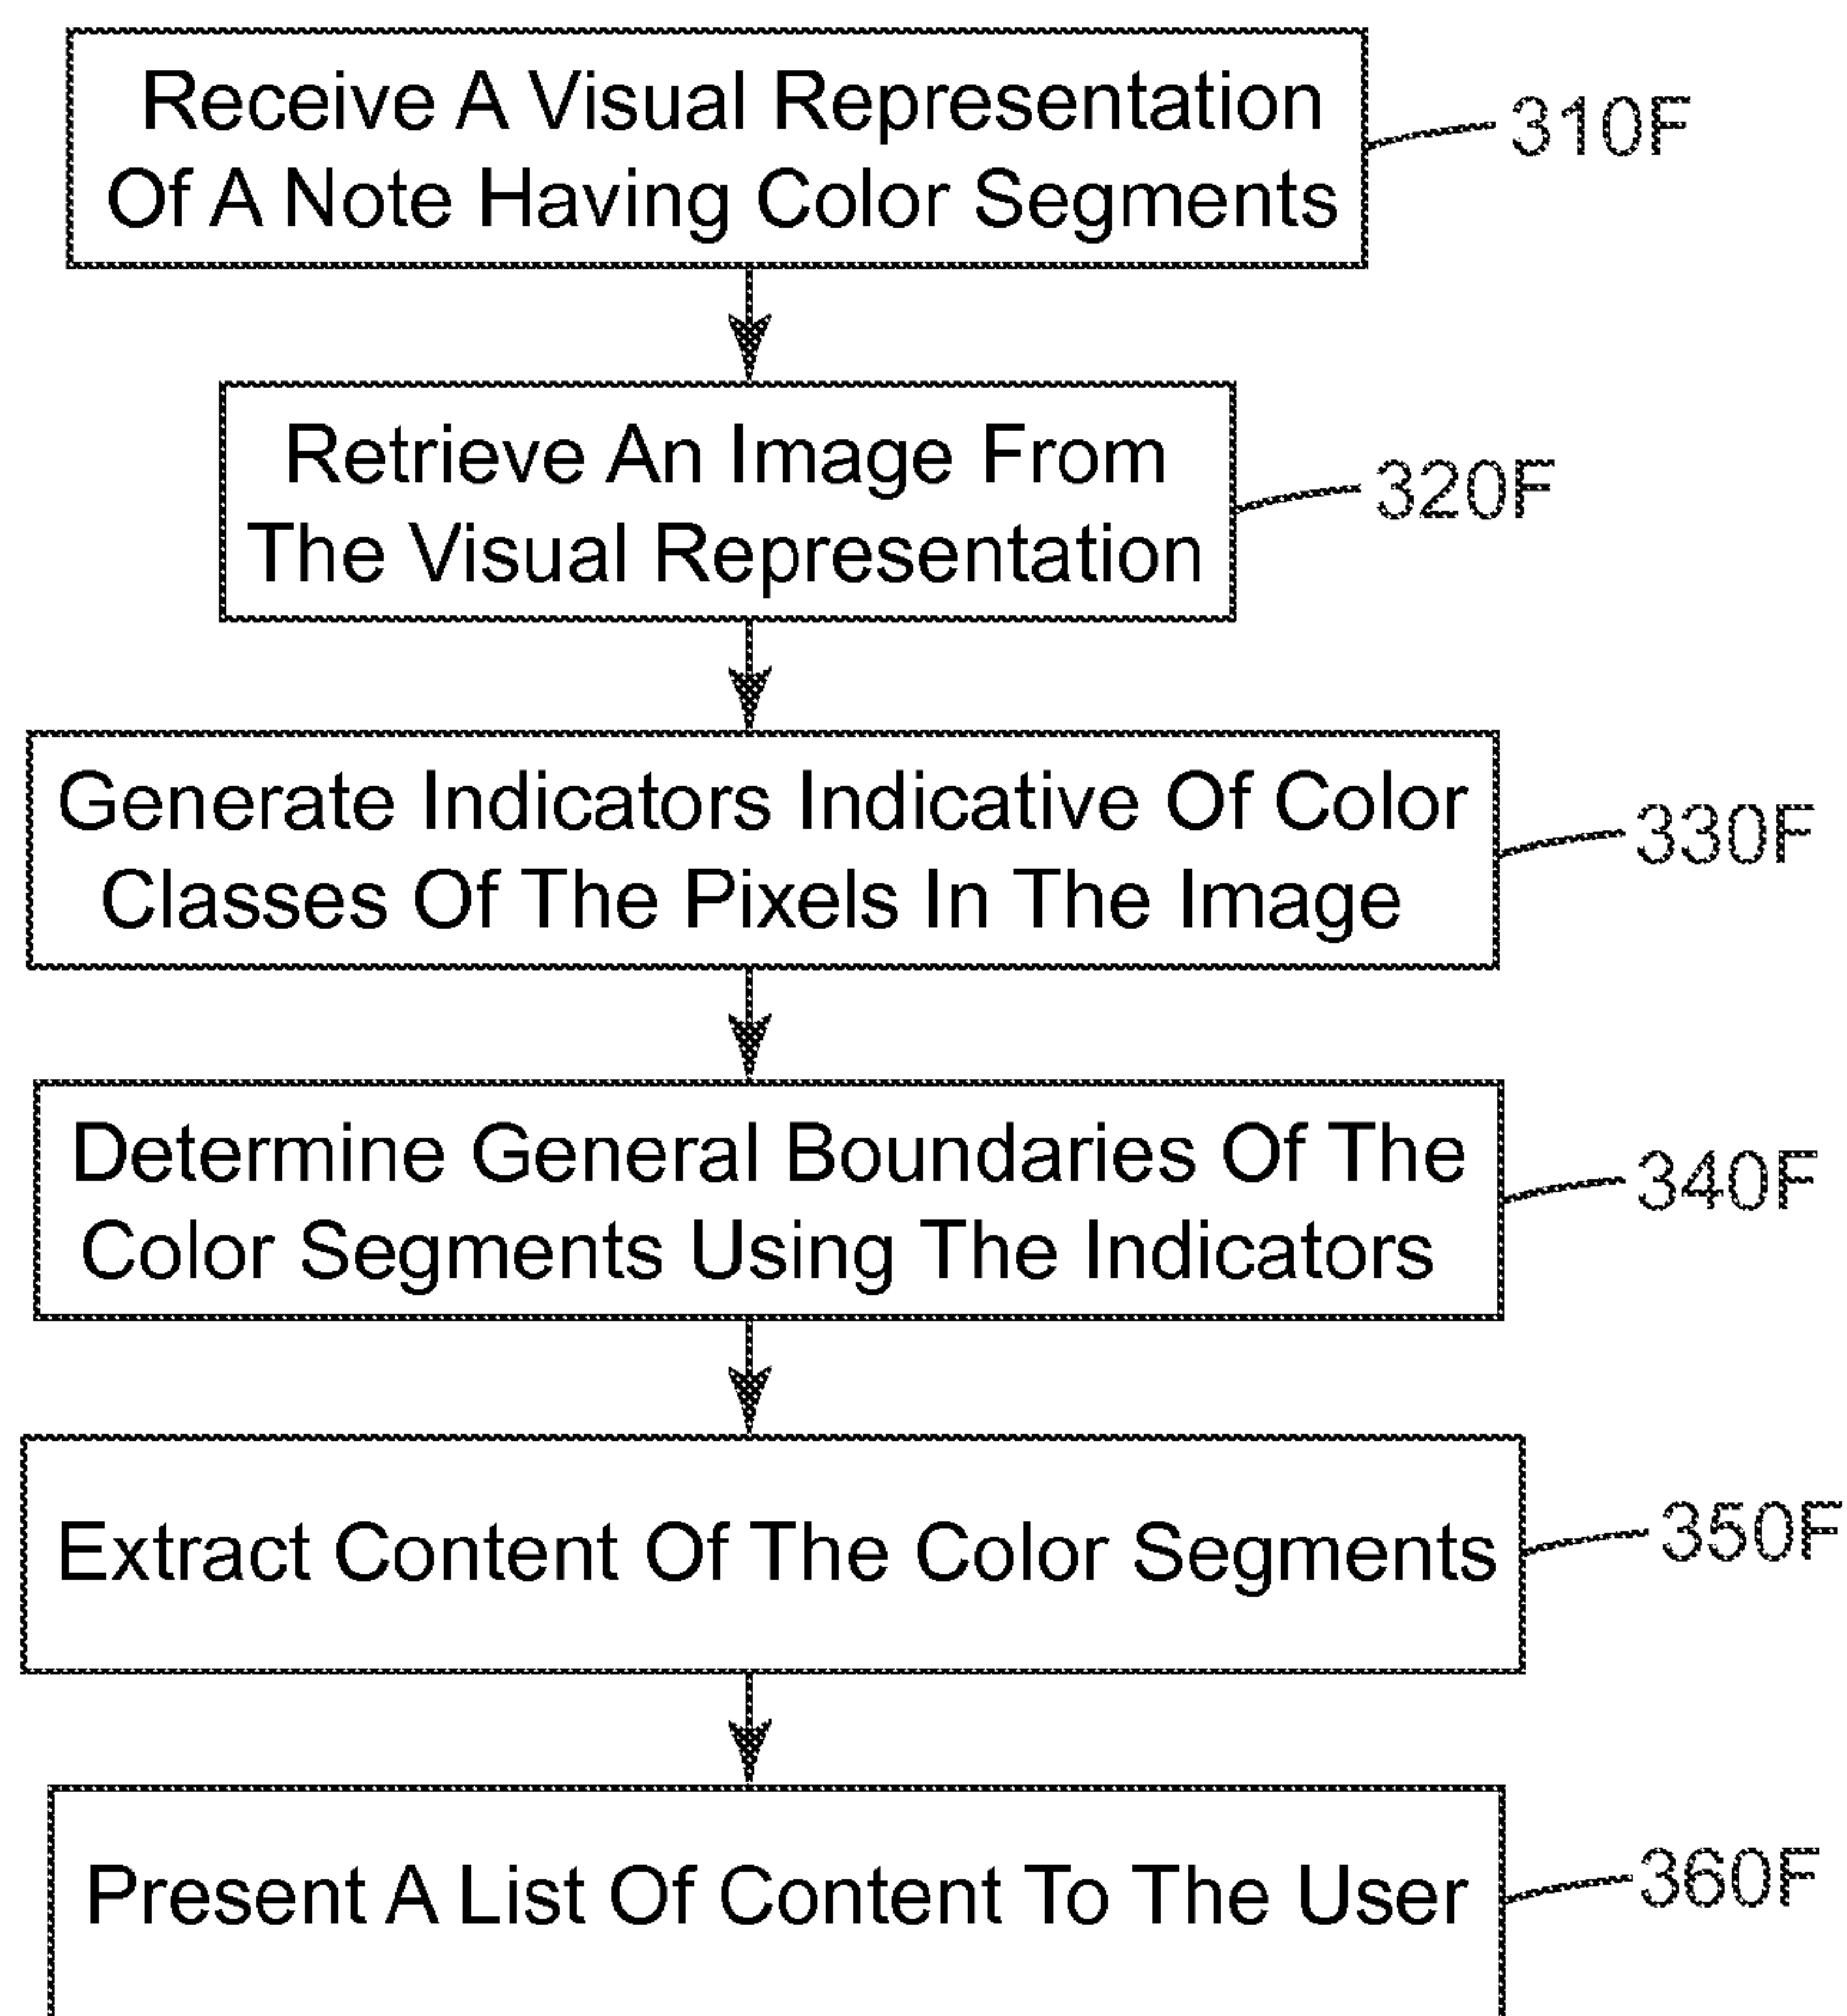 Receive A Visual Representation
Of A Note Having Color Segments
310F
Retrieve An Image From
The Visual Representation
320F
Generate Indicators Indicative Of Color
Classes Of The Pixels In The Image
330F
Determine General Boundaries Of The
Color Segments Using The Indicators
340F
Extract Content Of The Color Segments
350F
Present A List Of Content To The User
360F